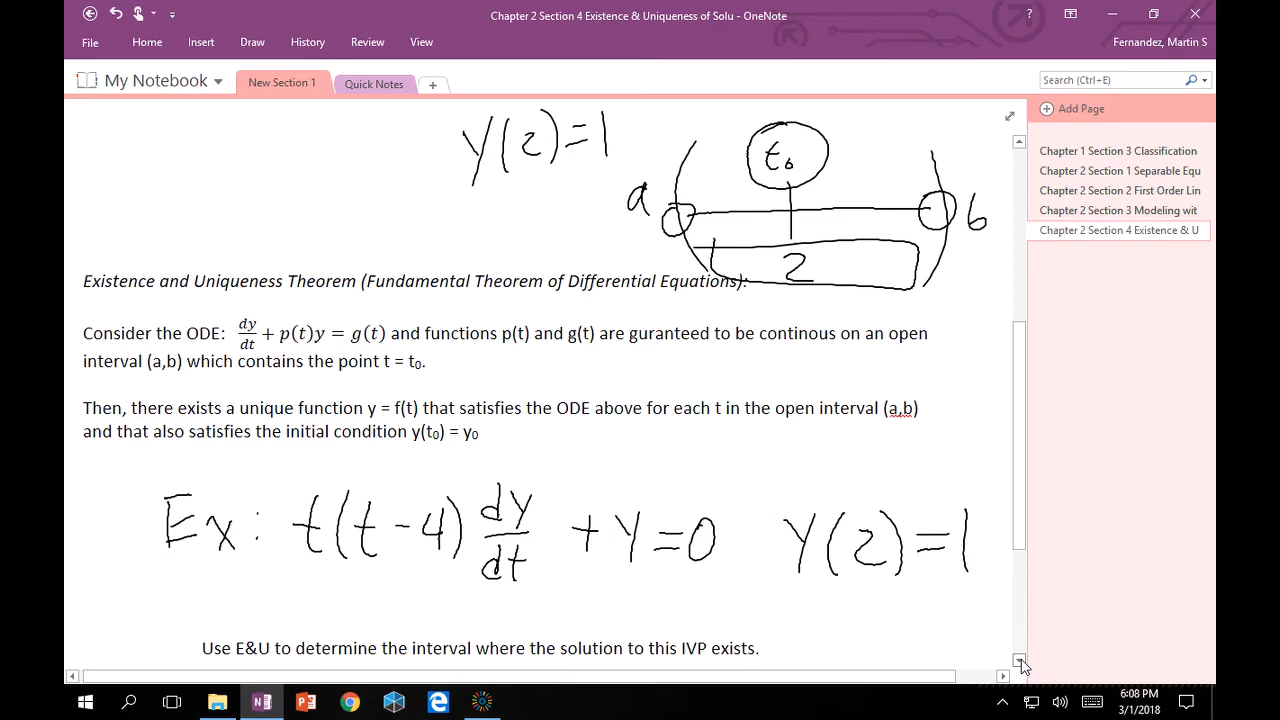 Chapter 2 Section 4 Existence & Uniqueness of Solu - OneNote
?
File Home Insert Draw History Review View
Fernandez, Martin S
My Notebook
New Section 1
Quick Notes
+
Search (Ctrl+E)
Add Page
Chapter 1 Section 3 Classification
Chapter 2 Section 1 Separable Equ
Chapter 2 Section 2 First Order Lin
Chapter 2 Section 3 Modeling wit
Chapter 2 Section 4 Existence & U
y(2)=1
t₀
a
b
2
Existence and Uniqueness Theorem (Fundamental Theorem of Differential Equations):
Consider the ODE: dy/dt + p(t)y = g(t) and functions p(t) and g(t) are guranteed to be continous on an open
interval (a,b) which contains the point t = t₀.
Then, there exists a unique function y = f(t) that satisfies the ODE above for each t in the open interval (a,b)
and that also satisfies the initial condition y(t₀) = y₀
Ex: t(t-4) dy/dt + y=0 y(2)=1
Use E&U to determine the interval where the solution to this IVP exists.
6:08 PM
3/1/2018